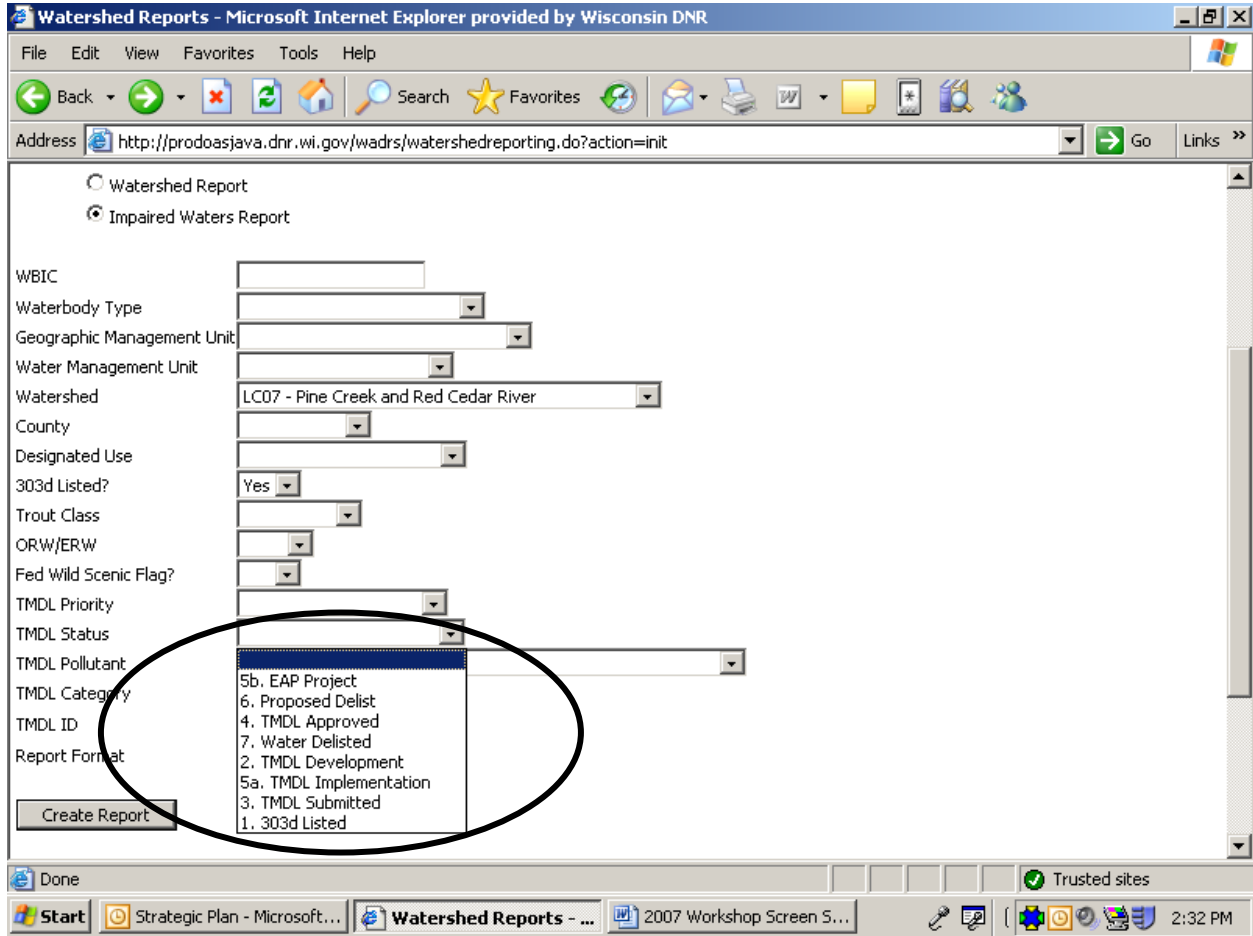 Watershed Reports - Microsoft Internet Explorer provided by Wisconsin DNR
File Edit View Favorites Tools Help
Back Search Favorites
Address http://prodoasjava.dnr.wi.gov/wadrs/watershedreporting.do?action=init Go Links »
Watershed Report
Impaired Waters Report
WBIC
Waterbody Type
Geographic Management Unit
Water Management Unit
Watershed LC07 - Pine Creek and Red Cedar River
County
Designated Use
303d Listed? Yes
Trout Class
ORW/ERW
Fed Wild Scenic Flag?
TMDL Priority
TMDL Status
TMDL Pollutant
TMDL Category
TMDL ID
Report Format
5b. EAP Project
6. Proposed Delist
4. TMDL Approved
7. Water Delisted
2. TMDL Development
5a. TMDL Implementation
3. TMDL Submitted
1. 303d Listed
Create Report
Done Trusted sites
Start Strategic Plan - Microsoft... Watershed Reports - ... 2007 Workshop Screen S... 2:32 PM